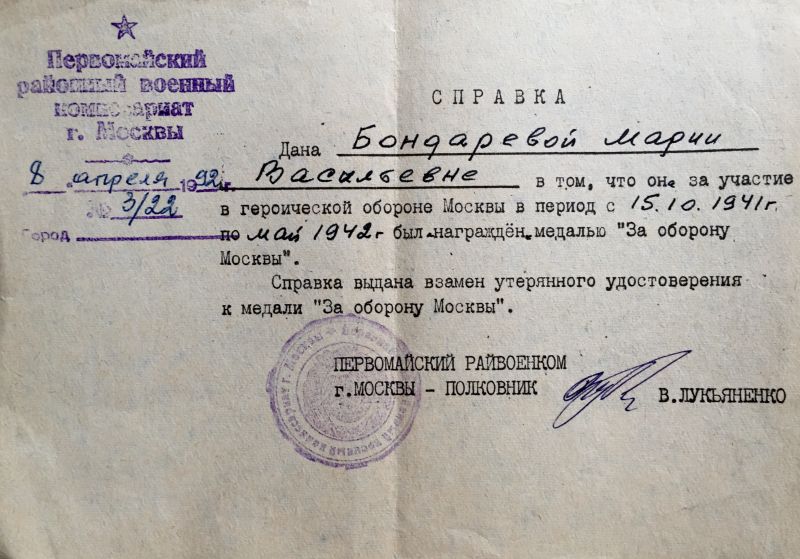 Первомайский
районный военный
комиссариат
г. Москвы
8 апреля 1992г.
№ 3/22
Город
СПРАВКА
Дана Бондаревой Марии
Васильевне в том, что она за участие
в героической обороне Москвы в период с 15.10.1941г.
по май 1942г был награждён медалью "За оборону
Москвы".
Справка выдана взамен утерянного удостоверения
к медали "За оборону Москвы".
ПЕРВОМАЙСКИЙ РАЙВОЕНКОМ
г.МОСКВЫ - ПОЛКОВНИК
В.ЛУКЬЯНЕНКО